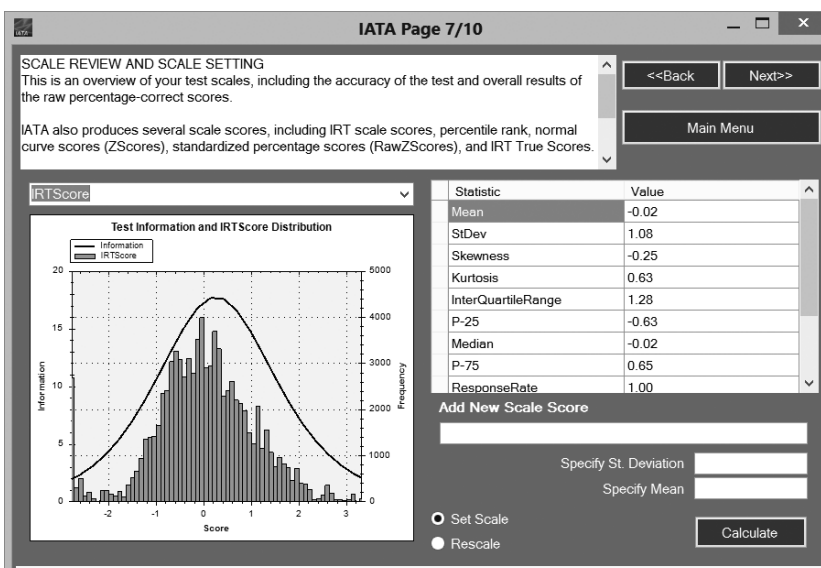 IATA
IATA Page 7/10
SCALE REVIEW AND SCALE SETTING
This is an overview of your test scales, including the accuracy of the test and overall results of
the raw percentage-correct scores.
IATA also produces several scale scores, including IRT scale scores, percentile rank, normal
curve scores (ZScores), standardized percentage scores (RawZScores), and IRT True Scores.
<<Back
Next>>
Main Menu
IRTScore
Test Information and IRTScore Distribution
Information
IRTScore
20
15
10
5
0
Information
5000
4000
3000
2000
1000
0
Frequency
-2 -1 0 1 2 3
Score
Statistic Value
Mean -0.02
StDev 1.08
Skewness -0.25
Kurtosis 0.63
InterQuartileRange 1.28
P-25 -0.63
Median -0.02
P-75 0.65
ResponseRate 1.00
Add New Scale Score
Specify St. Deviation
Specify Mean
Set Scale
Rescale
Calculate